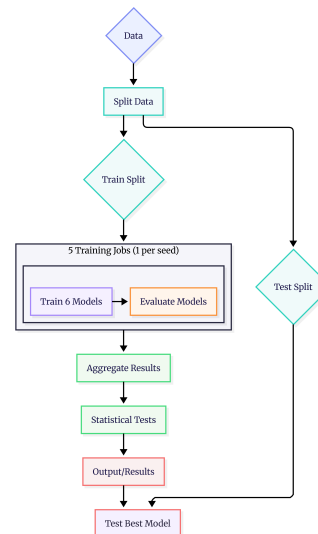 Data
Split Data
Train Split
5 Training Jobs (1 per seed)
Test Split
Train 6 Models
Evaluate Models
Aggregate Results
Statistical Tests
Output/Results
Test Best Model